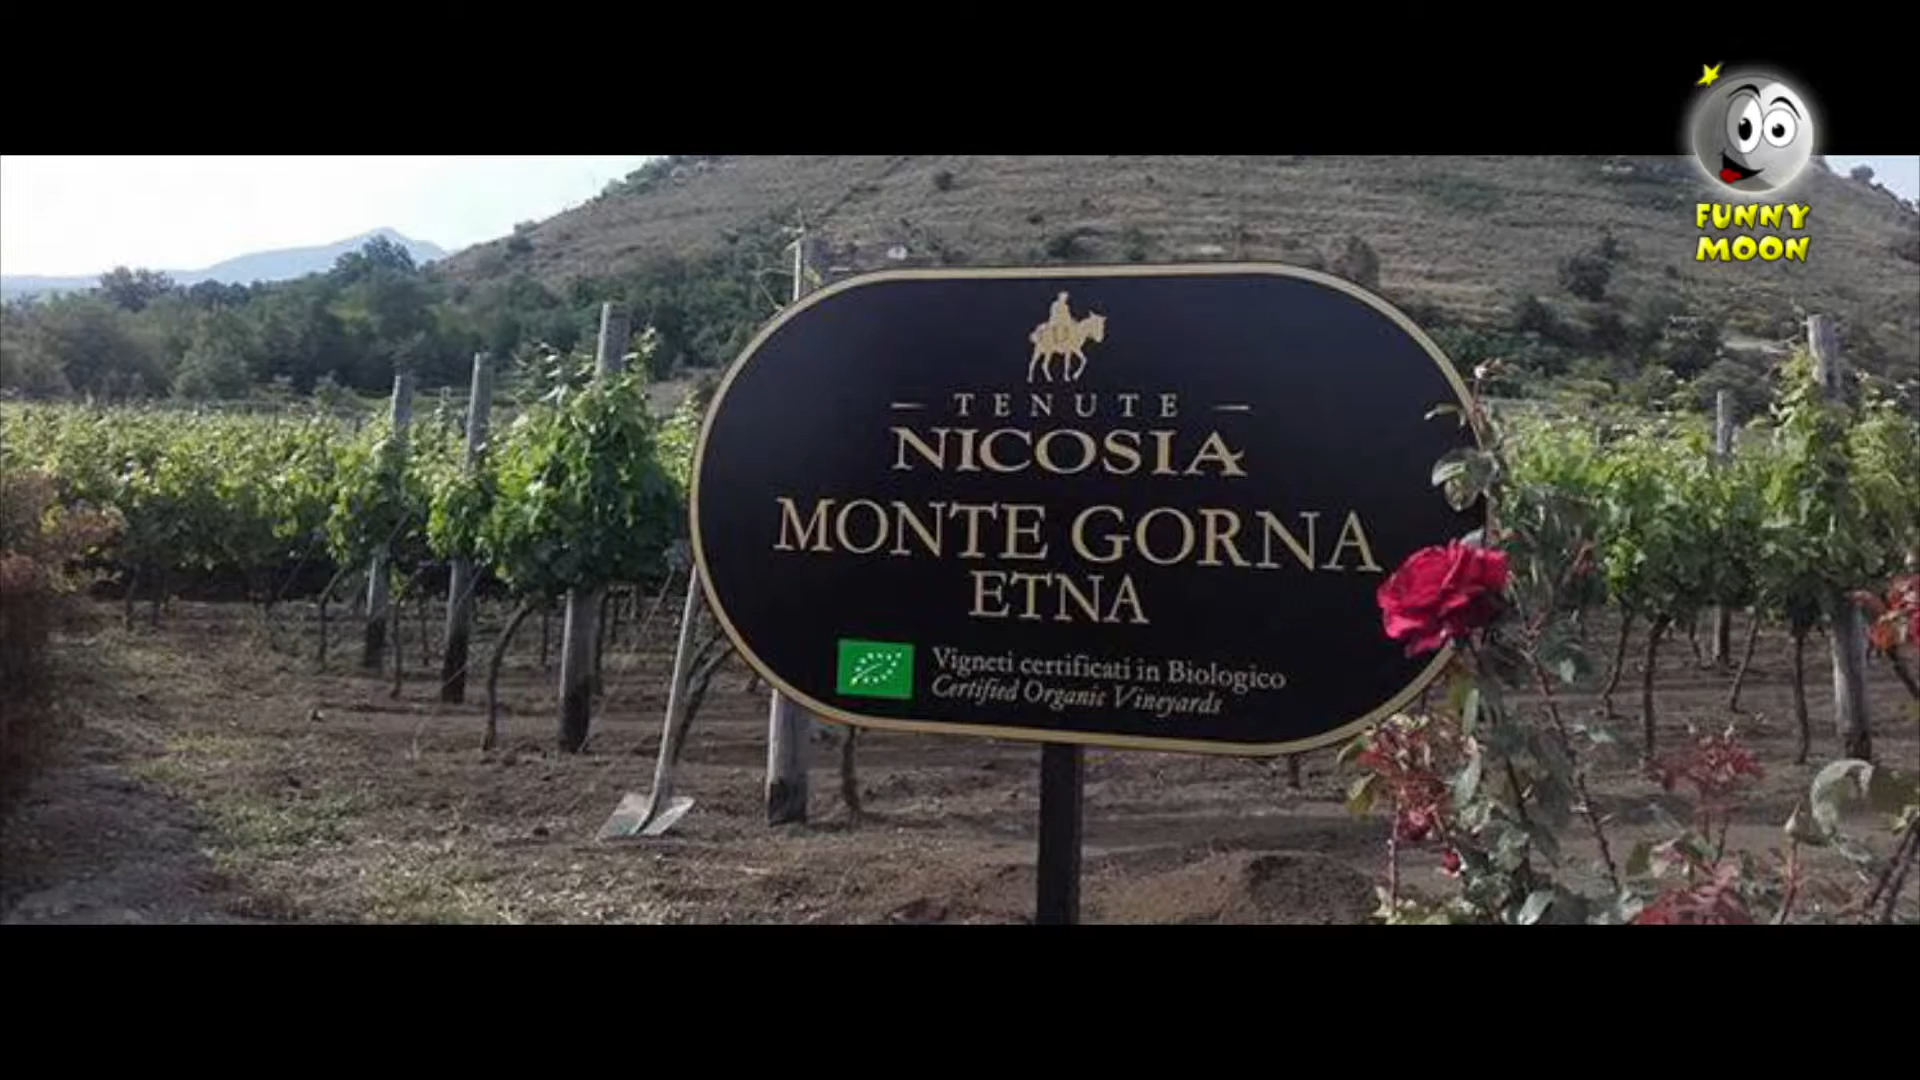 FUNNY
MOON
TENUTE
NICOSIA
MONTE GORNA
ETNA
Vigneti certificati in Biologico
Certified Organic Vineyards